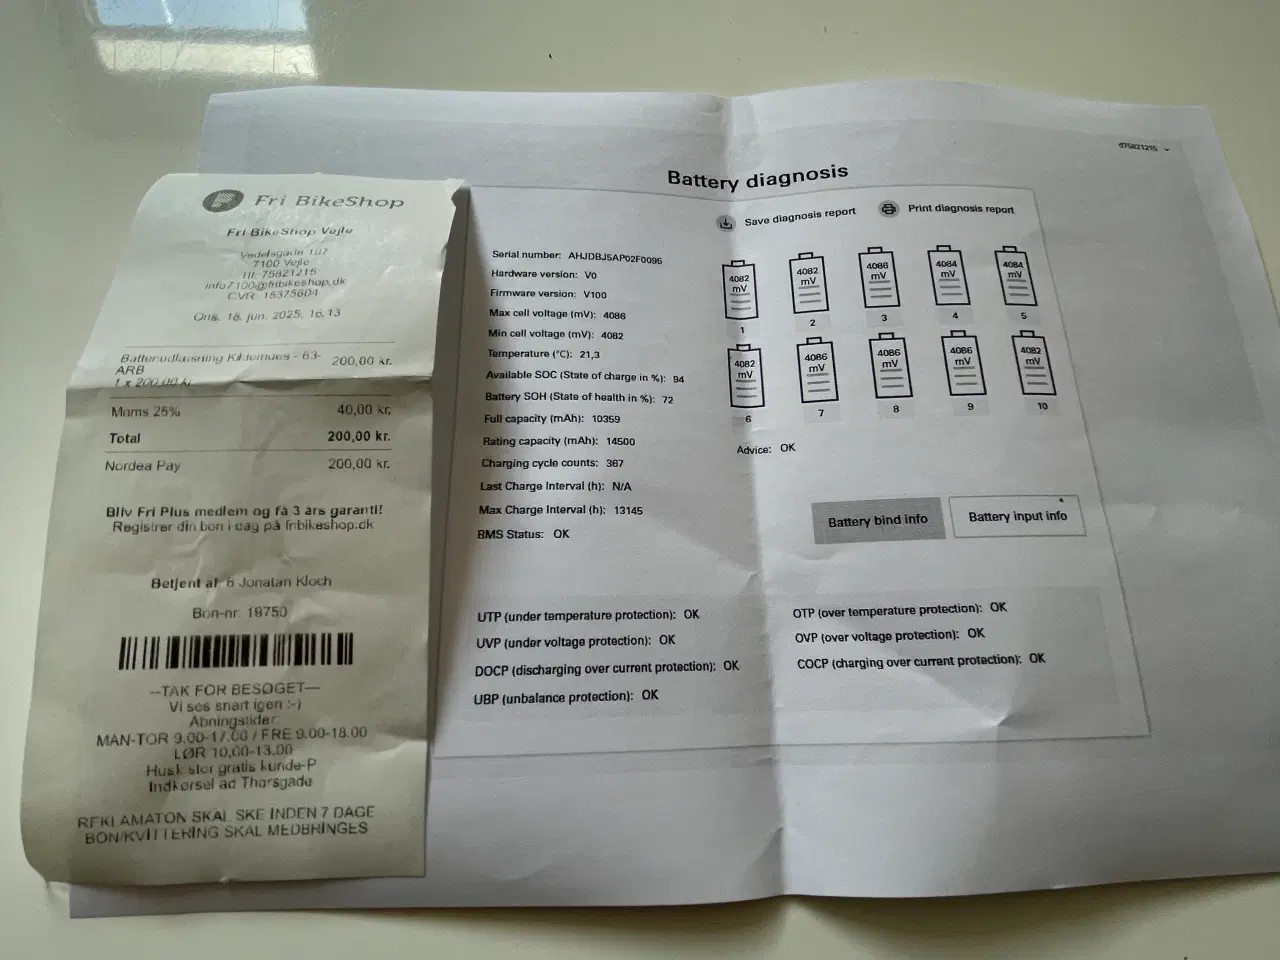 Fri BikeShop
Fri BikeShop Vejle
Vedelsgade 107
7100 Vejle
Tlf: 75821215
info7100@fribikeshop.dk
CVR: 15375604
Ons. 18. jun. 2025, 16.13
Batteriudlæsning Kildemoes - 63- 200,00 kr.
ARB
1 x 200,00 kr.
Moms 25% 40,00 kr.
Total 200,00 kr.
Nordea Pay 200,00 kr.
Bliv Fri Plus medlem og få 3 års garanti!
Registrer din bon i dag på fribikeshop.dk
Betjent af: 6 Jonatan Kloch
Bon-nr. 19750
--TAK FOR BESØGET--
Vi ses snart igen :-)
Åbningstider:
MAN-TOR 9.00-17.00 / FRE 9.00-18.00
LØR 10.00-13.00
Husk stor gratis kunde-P
Indkørsel ad Thorsgade
REKLAMATON SKAL SKE INDEN 7 DAGE
BON/KVITTERING SKAL MEDBRINGES
d75821215
Battery diagnosis
Save diagnosis report Print diagnosis report
Serial number: AHJDBJ5AP02F0096
Hardware version: V0
Firmware version: V100
Max cell voltage (mV): 4086
Min cell voltage (mV): 4082
Temperature (°C): 21,3
Available SOC (State of charge in %): 94
Battery SOH (State of health in %): 72
Full capacity (mAh): 10359
Rating capacity (mAh): 14500
Charging cycle counts: 367
Last Charge Interval (h): N/A
Max Charge Interval (h): 13145
BMS Status: OK
4082 4082 4086 4084 4084
mV mV mV mV mV
1 2 3 4 5
4082 4086 4086 4086 4082
mV mV mV mV mV
6 7 8 9 10
Advice: OK
Battery bind info Battery input info
UTP (under temperature protection): OK
UVP (under voltage protection): OK
DOCP (discharging over current protection): OK
UBP (unbalance protection): OK
OTP (over temperature protection): OK
OVP (over voltage protection): OK
COCP (charging over current protection): OK